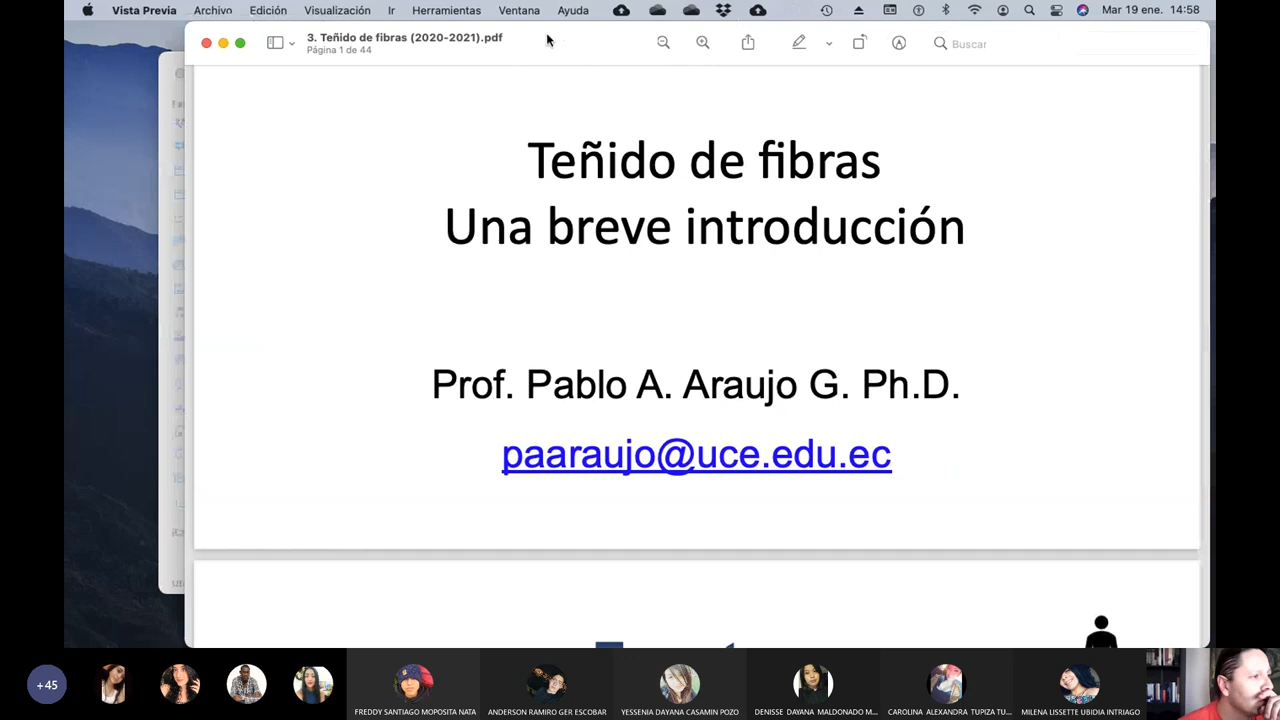 Vista Previa Archivo Edición Visualización Ir Herramientas Ventana Ayuda Mar 19 ene. 14:58
3. Teñido de fibras (2020-2021).pdf
Página 1 de 44
Buscar
Teñido de fibras
Una breve introducción
Prof. Pablo A. Araujo G. Ph.D.
paaraujo@uce.edu.ec
+45
FREDDY SANTIAGO MOPOSITA NATA
ANDERSON RAMIRO GER ESCOBAR
YESSENIA DAYANA CASAMIN POZO
DENISSE DAYANA MALDONADO M...
CAROLINA ALEXANDRA TUPIZA TU...
MILENA LISSETTE UBIDIA INTRIAGO